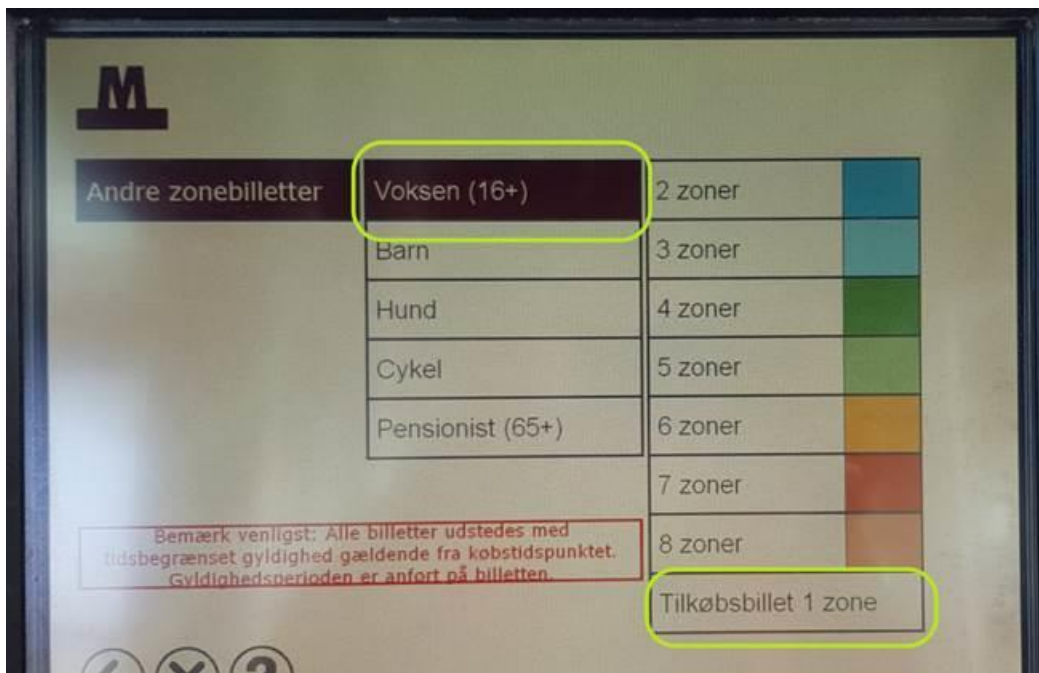 M
Andre zonebilletter
Voksen (16+)
Barn
Hund
Cykel
Pensionist (65+)
2 zoner
3 zoner
4 zoner
5 zoner
6 zoner
7 zoner
8 zoner
Tilkøbsbillet 1 zone
Bemærk venligst: Alle billetter udstedes med
tidsbegrænset gyldighed gældende fra købstidspunktet.
Gyldighedsperioden er anfort på billetten.
?